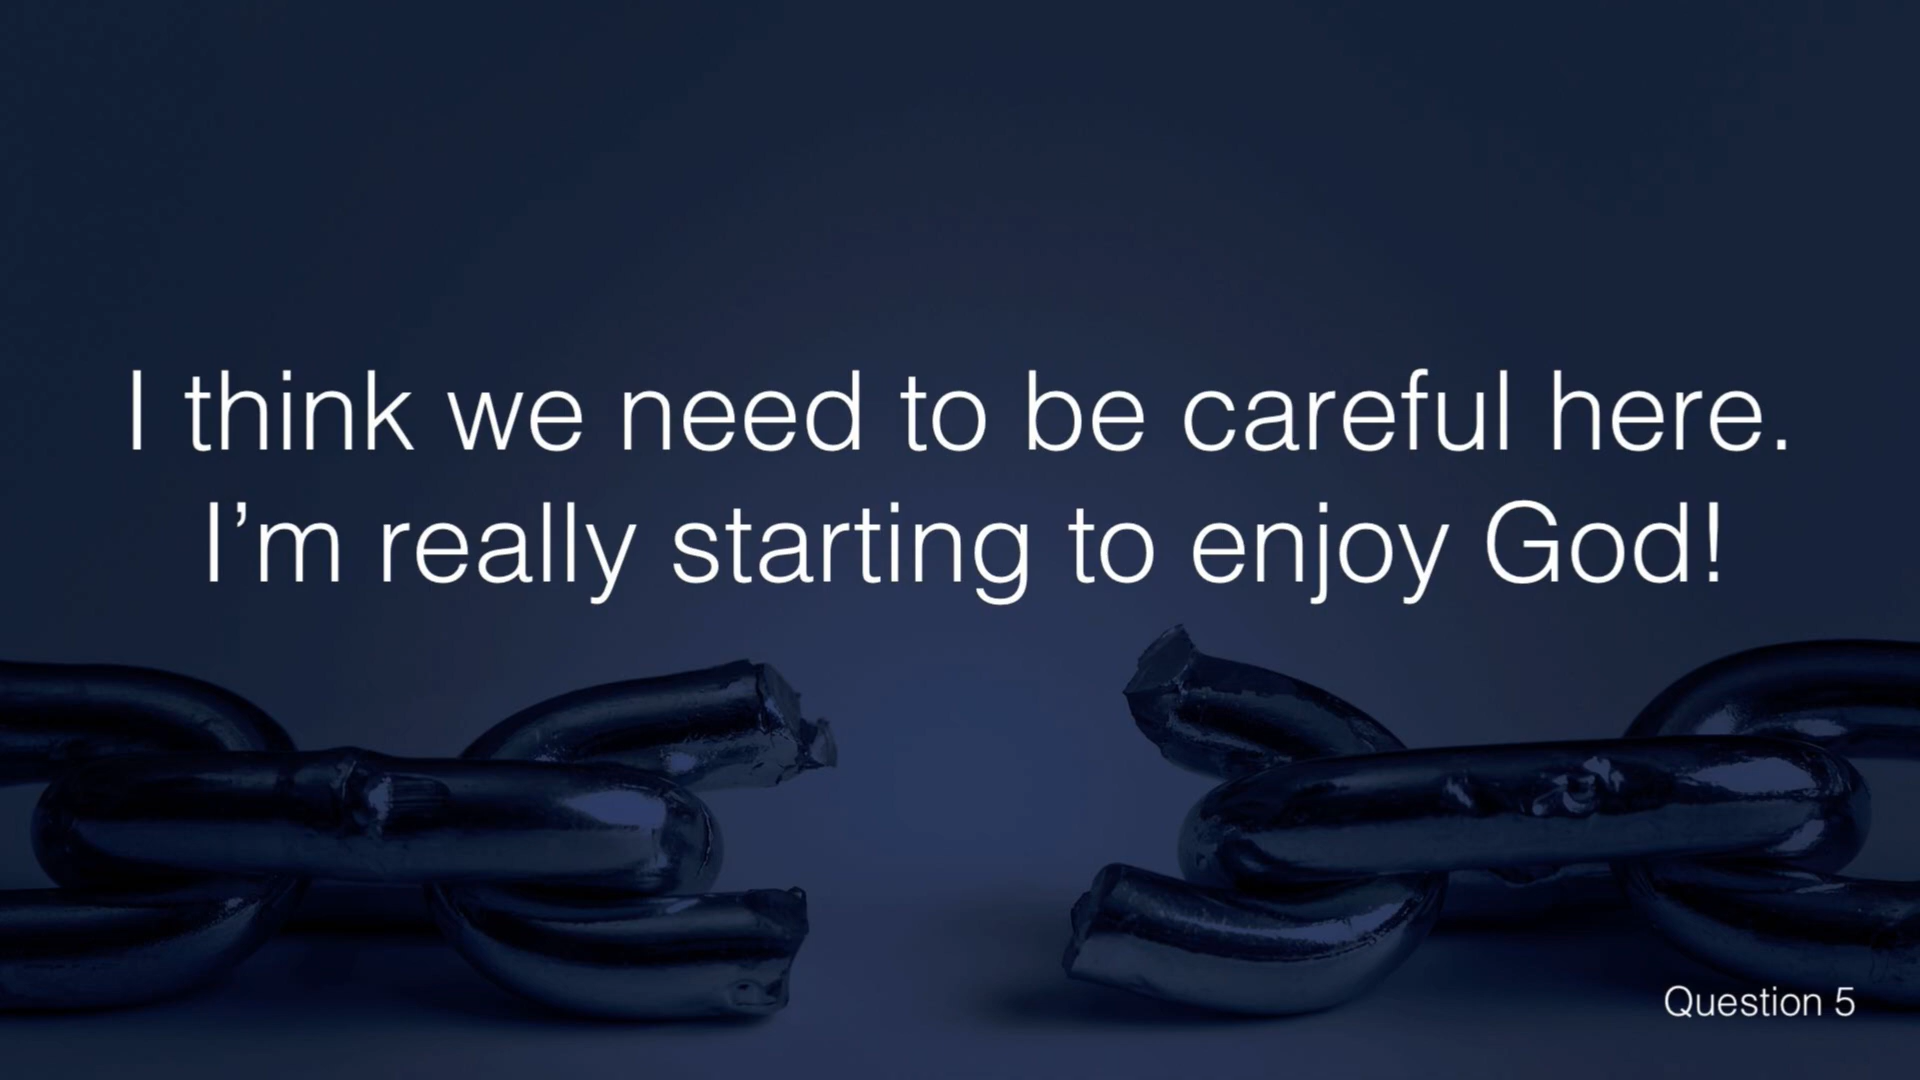 I think we need to be careful here.
I’m really starting to enjoy God!
Question 5